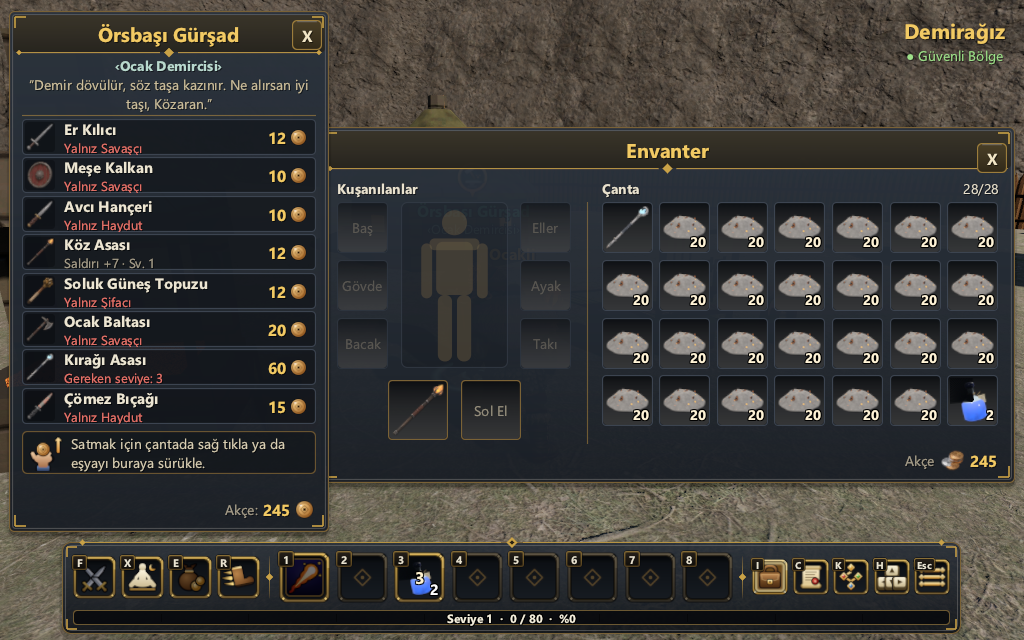 Örsbaşı Gürşad
X
‹Ocak Demircisi›
"Demir dövülür, söz taşa kazınır. Ne alırsan iyi
taşı, Közaran."
Er Kılıcı
Yalnız Savaşçı
12
Meşe Kalkan
Yalnız Savaşçı
10
Avcı Hançeri
Yalnız Haydut
10
Köz Asası
Saldırı +7 · Sv. 1
12
Soluk Güneş Topuzu
Yalnız Şifacı
12
Ocak Baltası
Yalnız Savaşçı
20
Kırağı Asası
Gereken seviye: 3
60
Çömez Bıçağı
Yalnız Haydut
15
Satmak için çantada sağ tıkla ya da
eşyayı buraya sürükle.
Akçe: 245
Demirağız
• Güvenli Bölge
Envanter
X
Kuşanılanlar
Baş
Eller
Gövde
Ayak
Bacak
Takı
Sol El
Çanta
28/28
20 20 20 20 20 20
20 20 20 20 20 20 20
20 20 20 20 20 20 20
20 20 20 20 20 20 2
Akçe 245
F X E R 1 2 3 4 5 6 7 8 I C K H Esc
3
2
Seviye 1 · 0 / 80 · %0